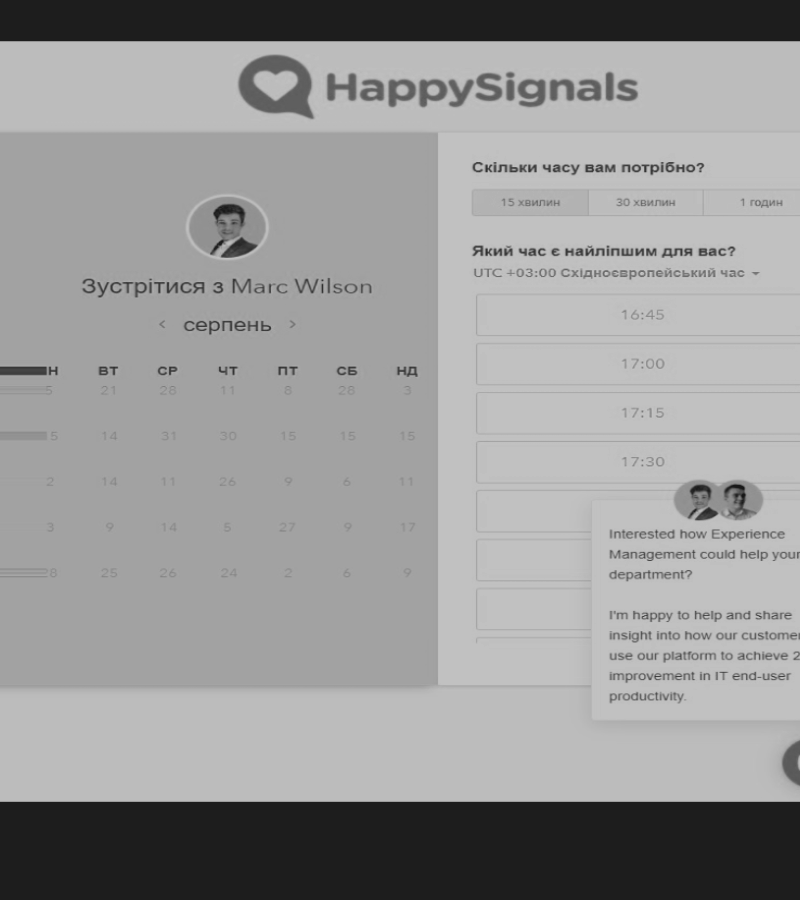 HappySignals
Зустрітися з Marc Wilson
серпень
Н ВТ СР ЧТ ПТ СБ НД
5 21 28 11 8 28 3
5 14 31 30 15 15 15
2 14 11 26 9 6 11
3 9 14 5 27 9 17
8 25 26 24 2 6 9
Скільки часу вам потрібно?
15 хвилин 30 хвилин 1 годин
Який час є найліпшим для вас?
UTC +03:00 Східноєвропейський час
16:45
17:00
17:15
17:30
Interested how Experience
Management could help your
department?
I'm happy to help and share
insight into how our customer
use our platform to achieve 2
improvement in IT end-user
productivity.